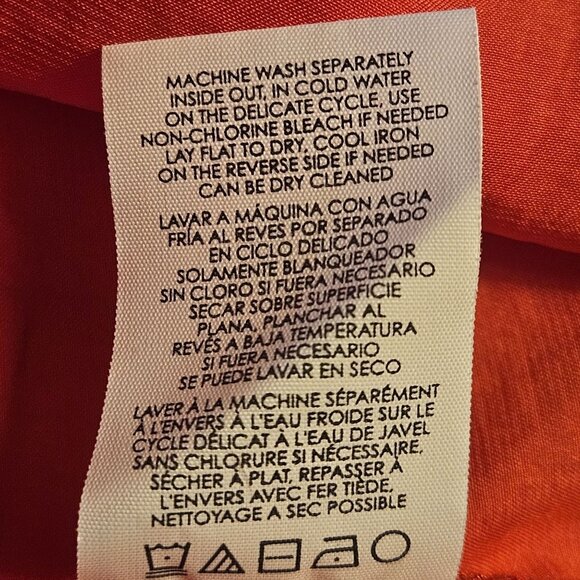 MACHINE WASH SEPARATELY
INSIDE OUT, IN COLD WATER
ON THE DELICATE CYCLE, USE
NON-CHLORINE BLEACH IF NEEDED
LAY FLAT TO DRY, COOL IRON
ON THE REVERSE SIDE IF NEEDED
CAN BE DRY CLEANED
LAVAR A MÁQUINA CON AGUA
FRÍA AL REVES POR SEPARADO
EN CICLO DELICADO
SOLAMENTE BLANQUEADOR
SIN CLORO SI FUERA NECESARIO
SECAR SOBRE SUPERFICIE
PLANA, PLANCHAR AL
REVÉS A BAJA TEMPERATURA
SI FUERA NECESARIO
SE PUEDE LAVAR EN SECO
LAVER À LA MACHINE SÉPARÉMENT
À L'ENVERS À L'EAU FROIDE SUR LE
CYCLE DÉLICAT À L'EAU DE JAVEL
SANS CHLORURE SI NÉCESSAIRE,
SÉCHER À PLAT, REPASSER À
L'ENVERS AVEC FER TIÈDE,
NETTOYAGE A SEC POSSIBLE